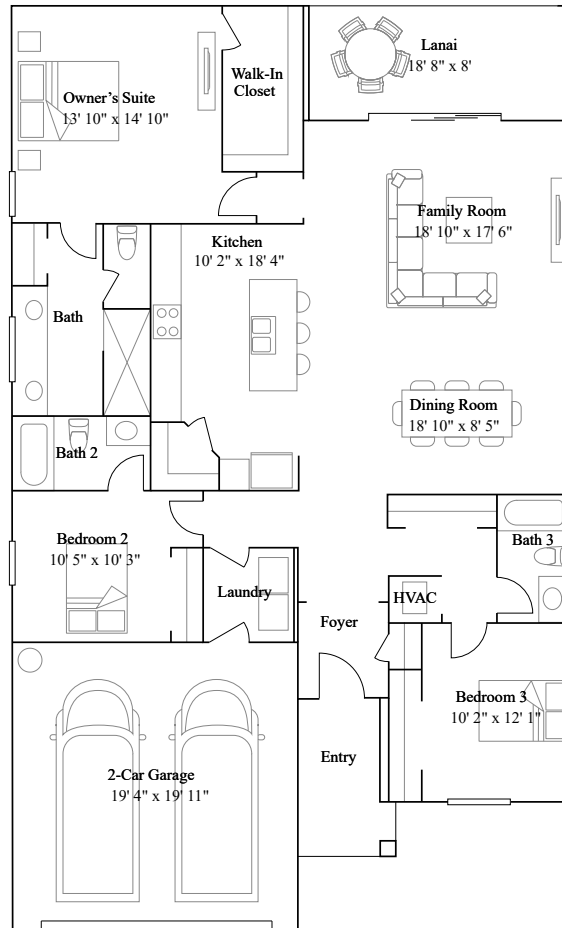 Lanai
18' 8" x 8'
Walk-In
Closet
Owner's Suite
13' 10" x 14' 10"
Family Room
18' 10" x 17' 6"
Kitchen
10' 2" x 18' 4"
Bath
Dining Room
18' 10" x 8' 5"
Bath 2
Bedroom 2
10' 5" x 10' 3"
Bath 3
Laundry
HVAC
Foyer
Bedroom 3
10' 2" x 12' 1"
Entry
2-Car Garage
19' 4" x 19' 11"